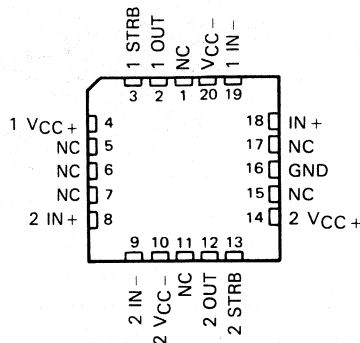 1 STRB
1 OUT
NC
VCC-
1 IN-
3 2 1 20 19
1 VCC+ 4
NC 5
NC 6
NC 7
2 IN+ 8
18 IN+
17 NC
16 GND
15 NC
14 2 VCC+
9 10 11 12 13
2 IN-
2 VCC-
NC
2 OUT
2 STRB